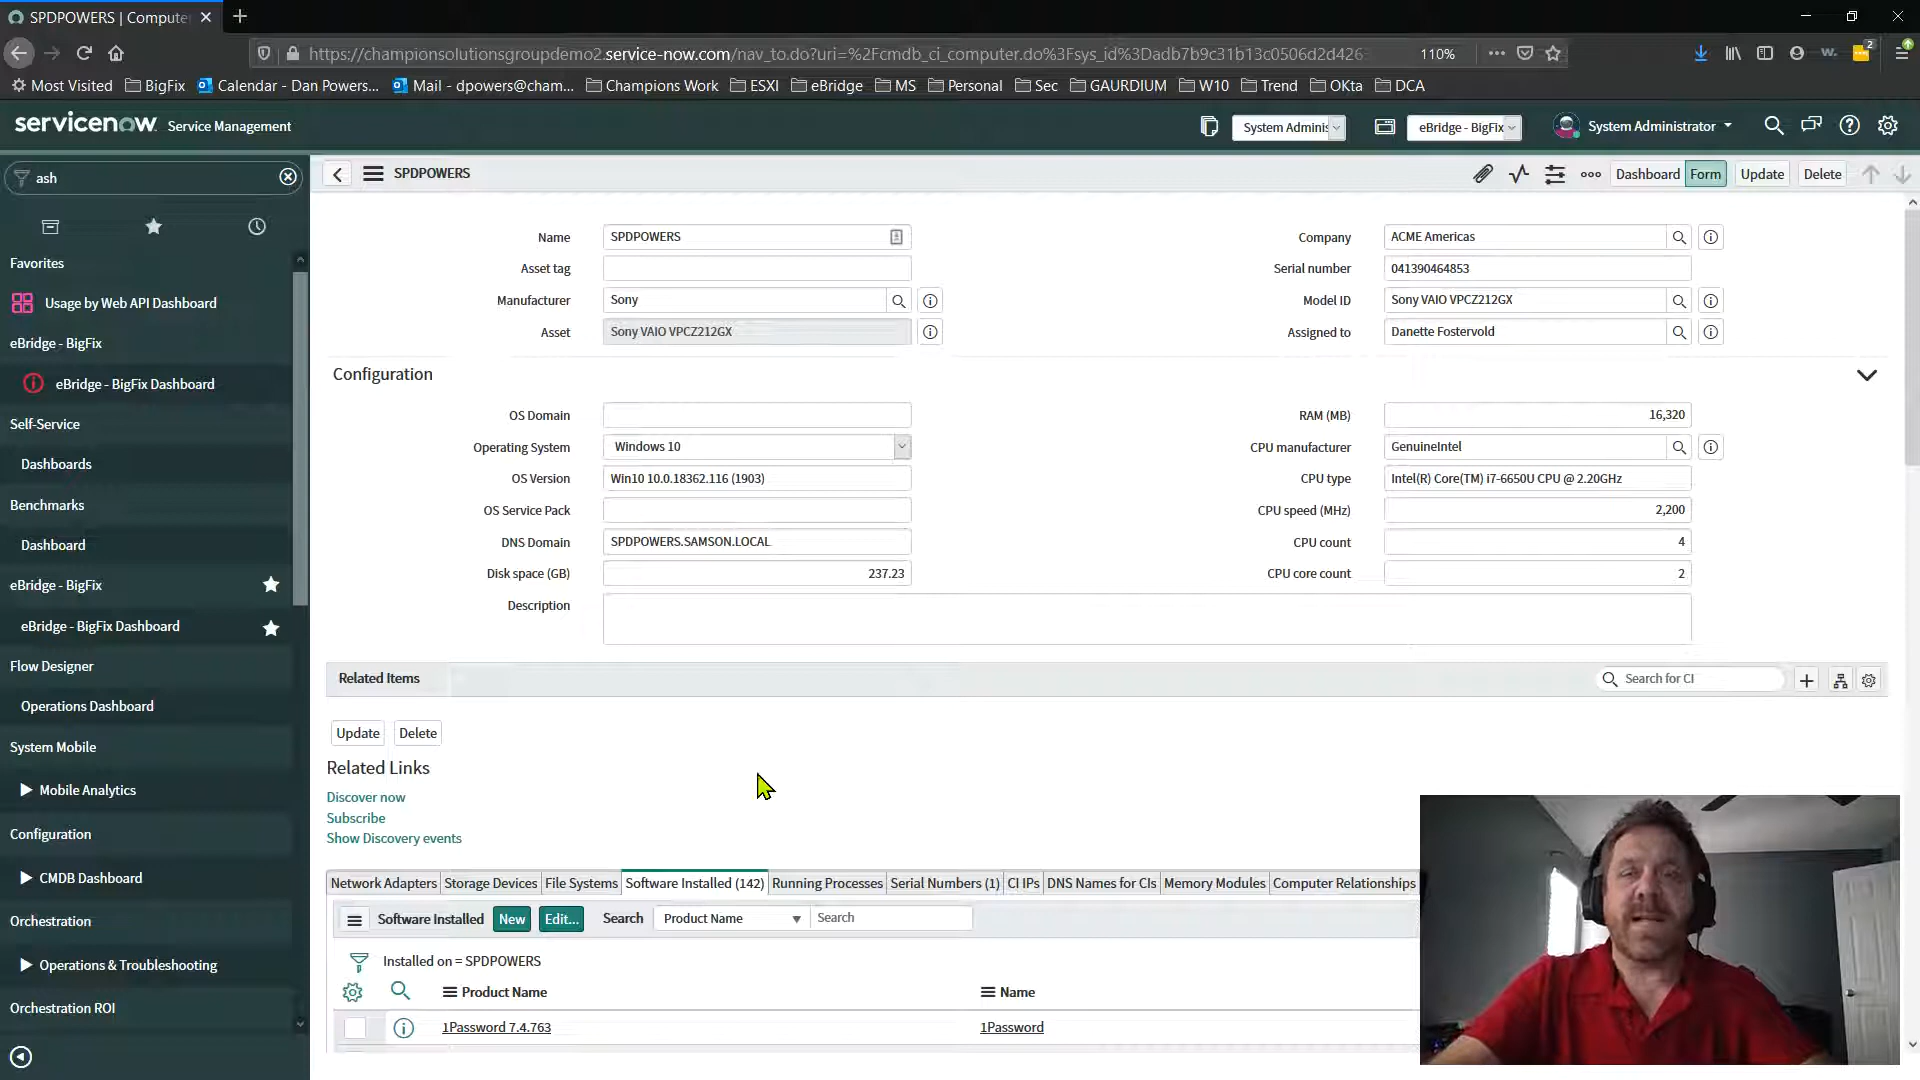 SPDPOWERS | Compute
https://championsolutionsgroupdemo2.service-now.com/nav_to.do?uri=%2Fcmdb_ci_computer.do%3Fsys_id%3Dadb7b9c31b13c0506d2d426
110%
2
Most Visited
BigFix
Calendar - Dan Powers...
Mail - dpowers@cham...
Champions Work
ESXI
eBridge
MS
Personal
Sec
GAURDIUM
W10
Trend
OKta
DCA
servicenow
Service Management
System Adminis
eBridge - BigFix
System Administrator
ash
SPDPOWERS
Dashboard
Form
Update
Delete
Favorites
Usage by Web API Dashboard
eBridge - BigFix
eBridge - BigFix Dashboard
Self-Service
Dashboards
Benchmarks
Dashboard
eBridge - BigFix
eBridge - BigFix Dashboard
Flow Designer
Operations Dashboard
System Mobile
Mobile Analytics
Configuration
CMDB Dashboard
Orchestration
Operations & Troubleshooting
Orchestration ROI
Name SPDPOWERS
Asset tag
Manufacturer Sony
Asset Sony VAIO VPCZ212GX
Company ACME Americas
Serial number 041390464853
Model ID Sony VAIO VPCZ212GX
Assigned to Danette Fostervold
Configuration
OS Domain
Operating System Windows 10
OS Version Win10 10.0.18362.116 (1903)
OS Service Pack
DNS Domain SPDPOWERS.SAMSON.LOCAL
Disk space (GB) 237.23
Description
RAM (MB) 16,320
CPU manufacturer GenuineIntel
CPU type Intel(R) Core(TM) i7-6650U CPU @ 2.20GHz
CPU speed (MHz) 2,200
CPU count 4
CPU core count 2
Related Items
Search for CI
Update
Delete
Related Links
Discover now
Subscribe
Show Discovery events
Network Adapters
Storage Devices
File Systems
Software Installed (142)
Running Processes
Serial Numbers (1)
CI IPs
DNS Names for CIs
Memory Modules
Computer Relationships
Software Installed
New
Edit...
Search
Product Name
Search
Installed on = SPDPOWERS
Product Name
Name
1Password 7.4.763
1Password